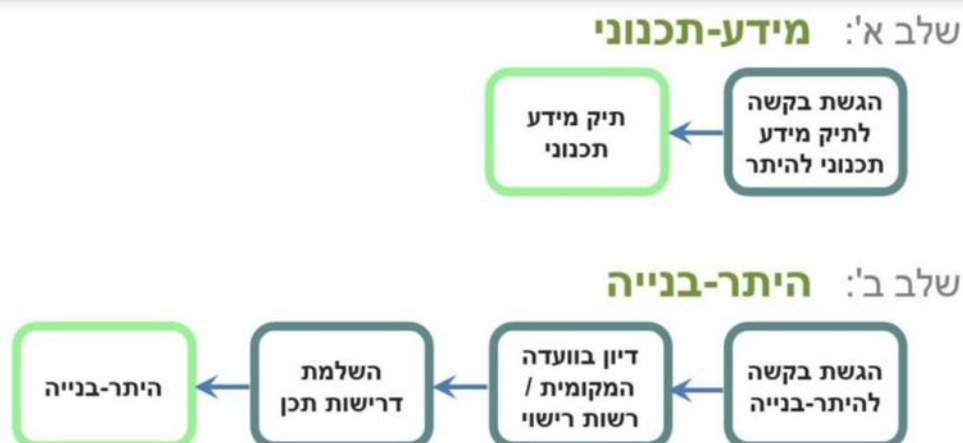 שלב א': מידע-תכנוני
הגשת בקשה
לתיק מידע
תכנוני להיתר
תיק מידע
תכנוני
שלב ב': היתר-בנייה
הגשת בקשה
להיתר-בנייה
דיון בוועדה
המקומית /
רשות רישוי
השלמת
דרישות תכן
היתר-בנייה